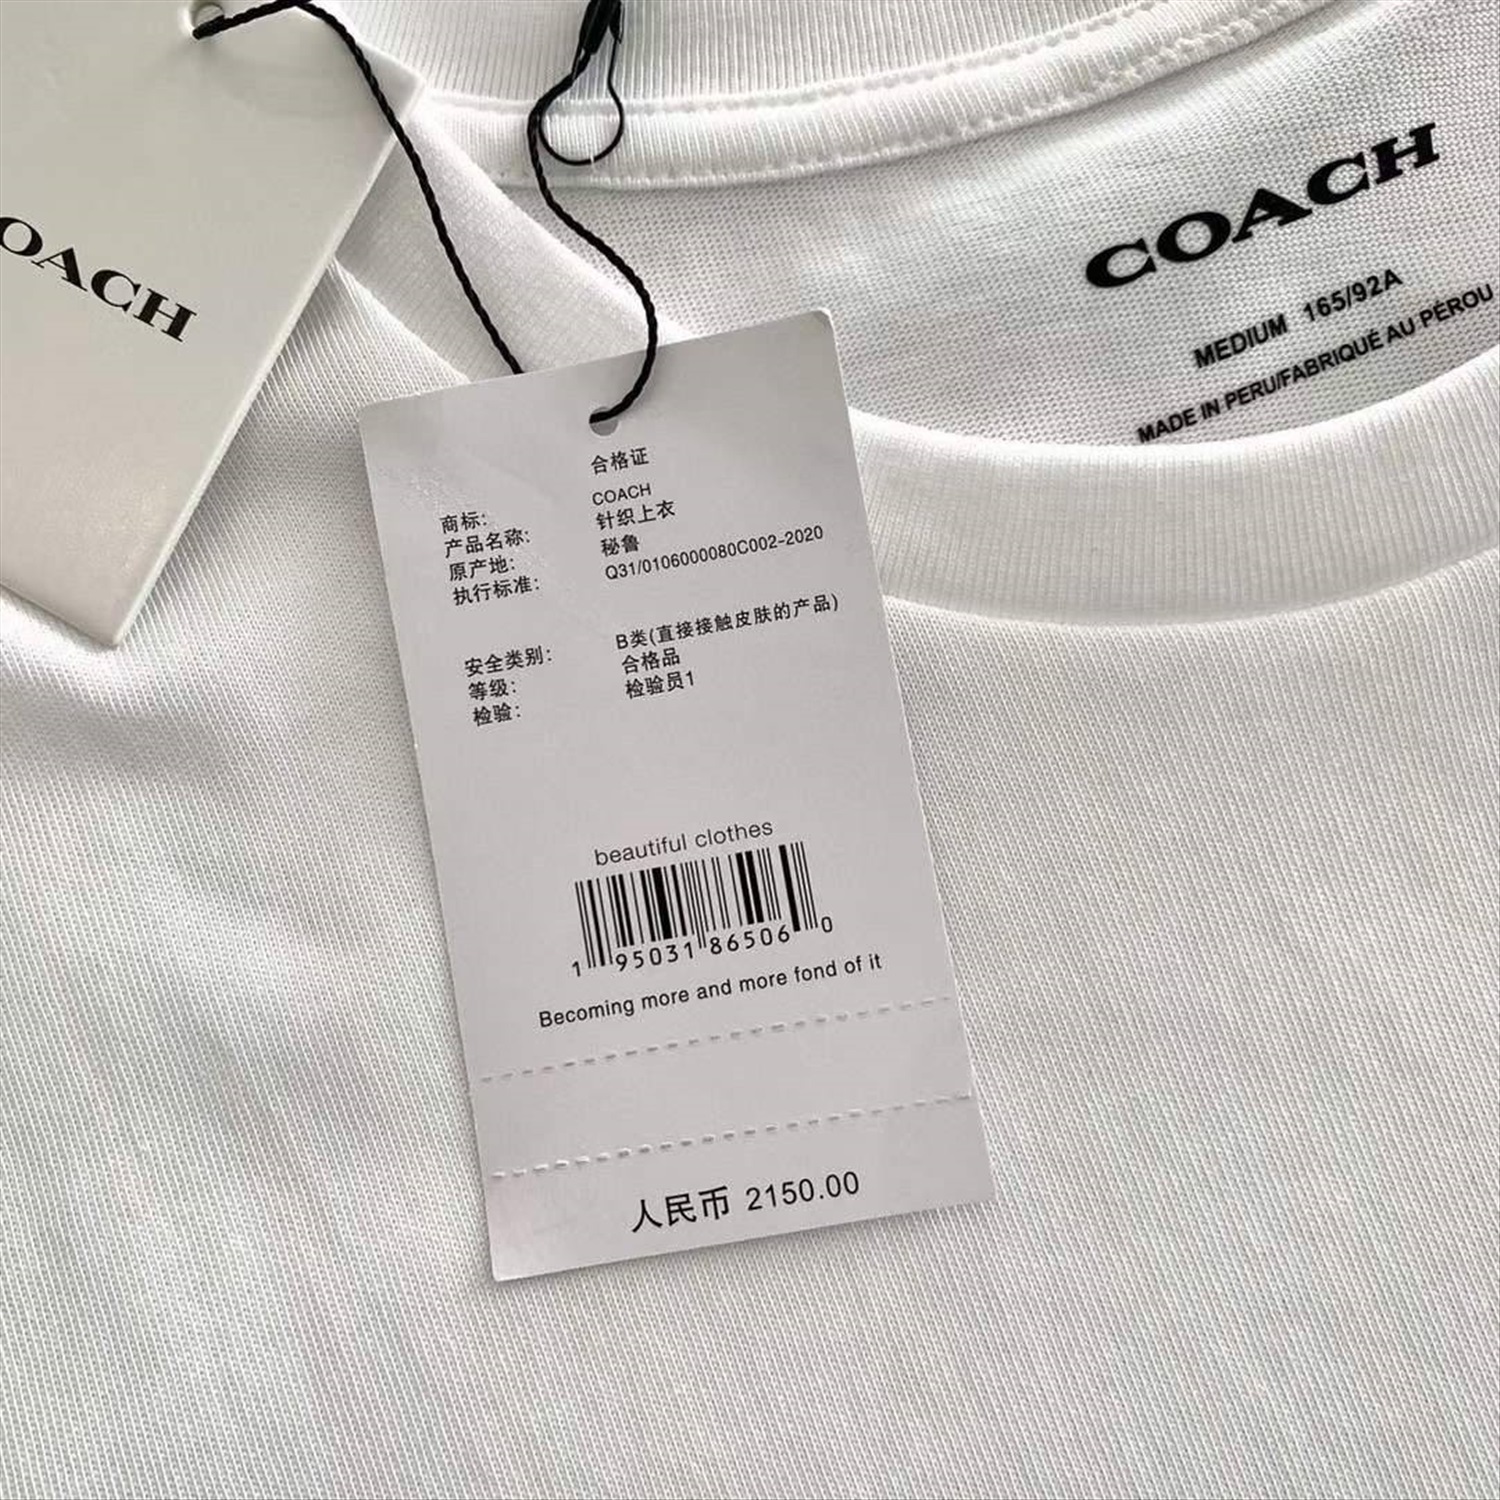 OACH
COACH
MEDIUM 165/92A
MADE IN PERU/FABRIQUÉ AU PÉROU
合格证
商标: COACH
产品名称: 针织上衣
原产地: 秘鲁
执行标准: Q31/0106000080C002-2020
安全类别: B类(直接接触皮肤的产品)
等级: 合格品
检验: 检验员1
beautiful clothes
1 95031 86506 0
Becoming more and more fond of it
人民币 2150.00